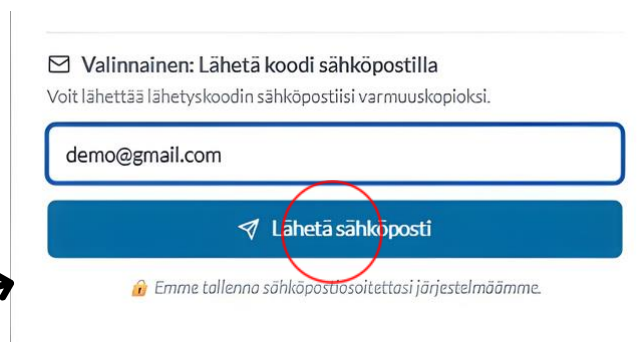 Valinnainen: Lähetä koodi sähköpostilla
Voit lähettää lähetyskoodin sähköpostiisi varmuuskopioksi.
demo@gmail.com
Lähetä sähköposti
Emme tallenna sähköpostiosoitettasi järjestelmäämme.